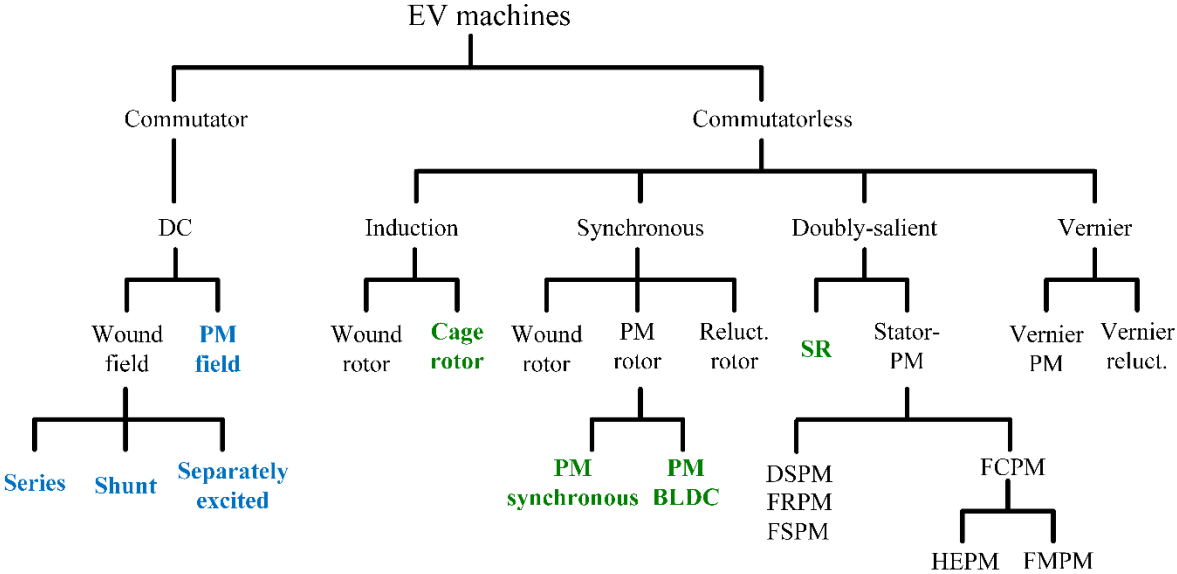 EV machines
Commutator
Commutatorless
DC
Induction
Synchronous
Doubly-salient
Vernier
Wound
field
PM
field
Wound
rotor
Cage
rotor
Wound
rotor
PM
rotor
Reluct.
rotor
SR
Stator-
PM
Vernier
PM
Vernier
reluct.
Series
Shunt
Separately
excited
PM
synchronous
PM
BLDC
DSPM
FRPM
FSPM
FCPM
HEPM
FMPM